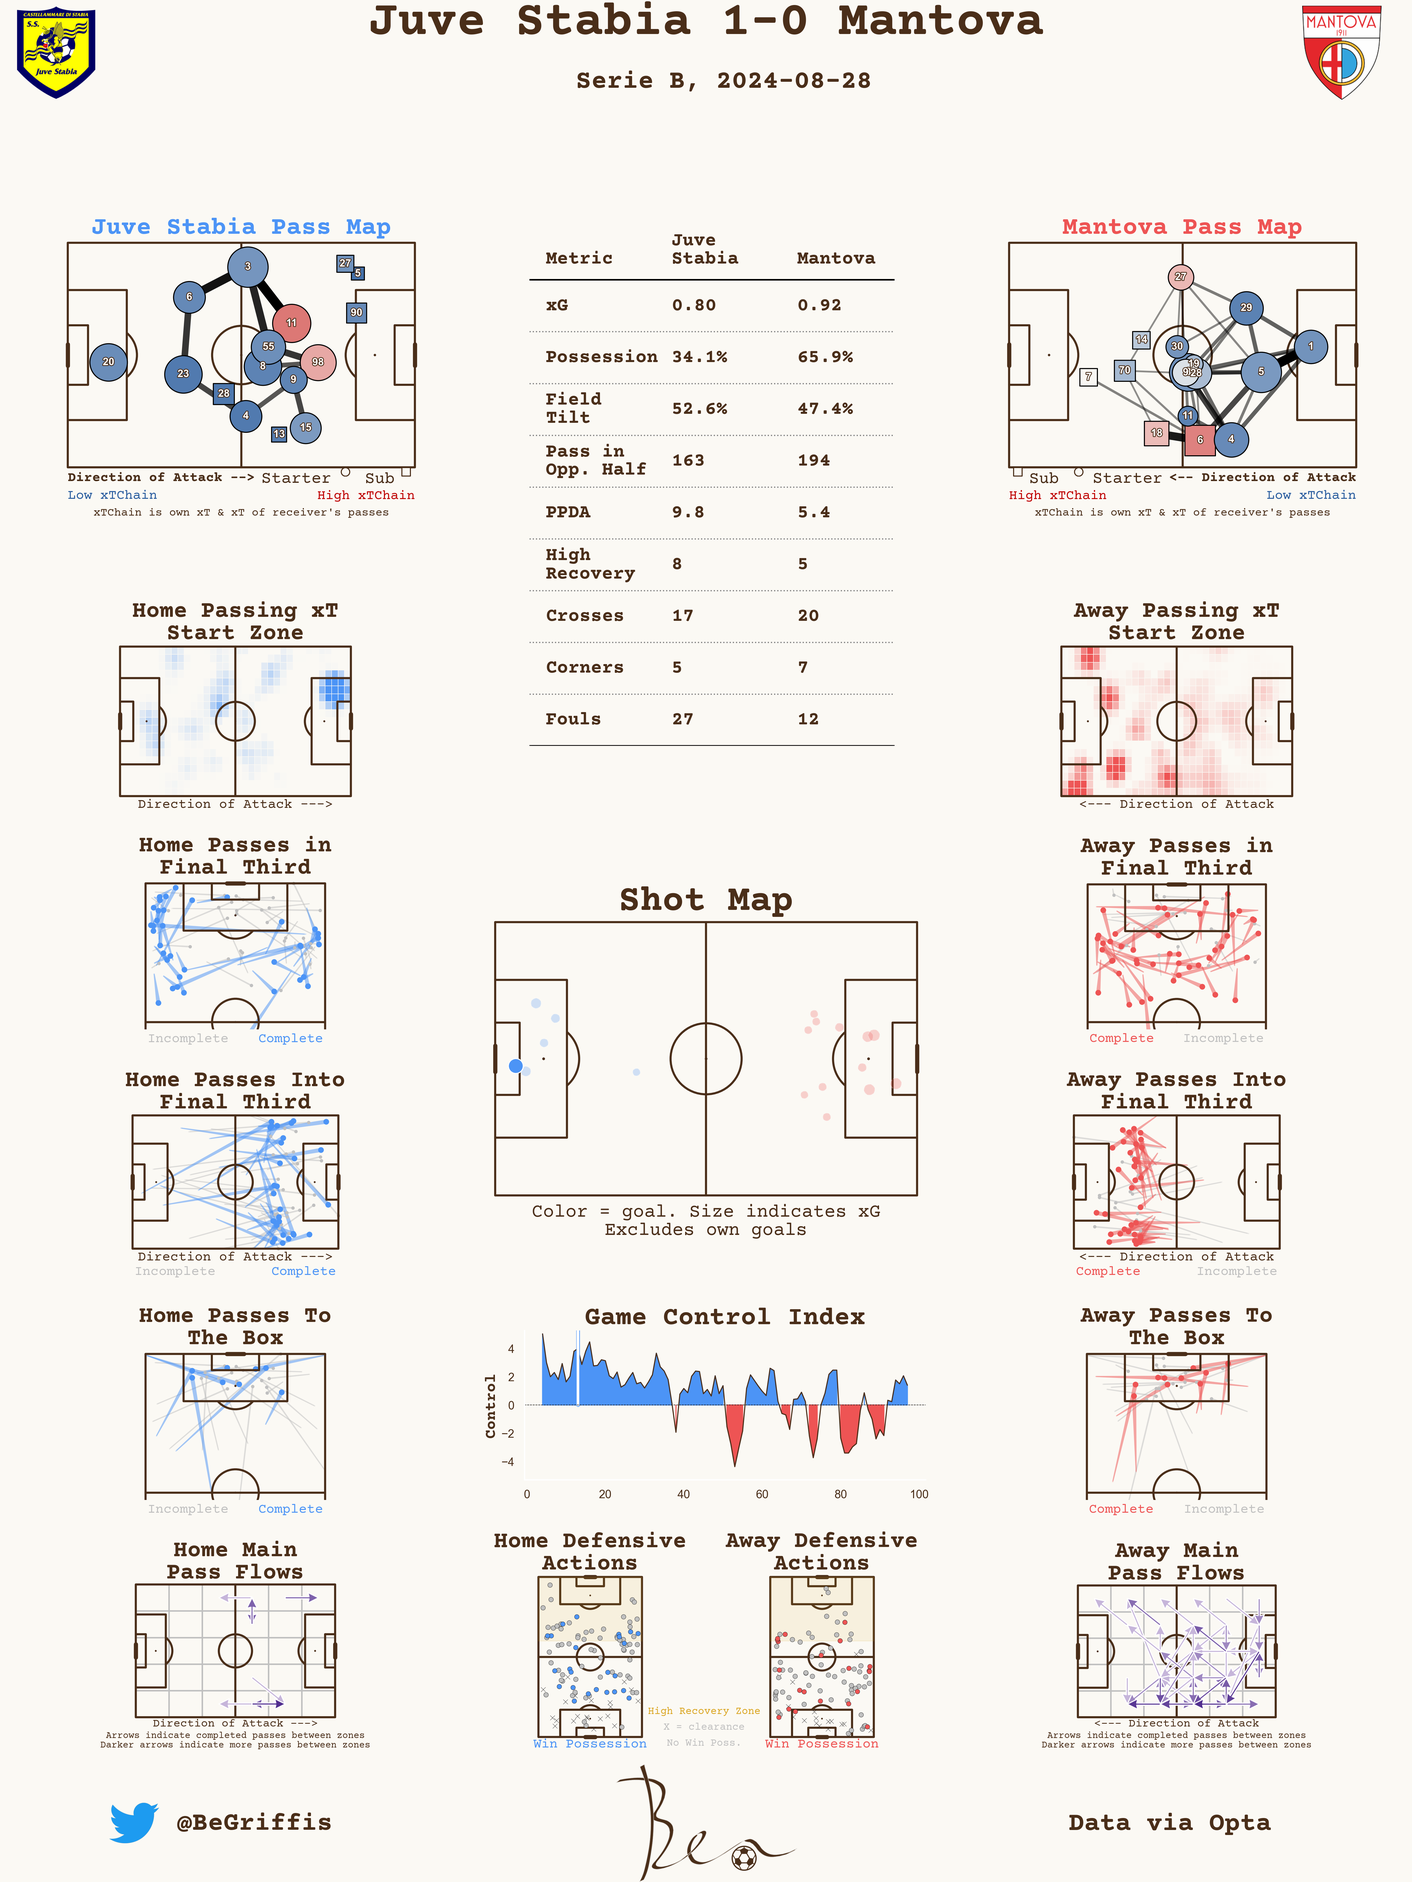 Juve Stabia 1-0 Mantova
Serie B, 2024-08-28
CASTELLAMMARE DI STABIA
S.S.
Juve Stabia
MANTOVA
1911
Juve Stabia Pass Map
3
27
5
6
90
11
55
20
23
8
98
9
28
4
15
13
Direction of Attack --> Starter Sub
Low xTChain High xTChain
xTChain is own xT & xT of receiver's passes
Metric Juve Stabia Mantova
xG 0.80 0.92
Possession 34.1% 65.9%
Field Tilt 52.6% 47.4%
Pass in Opp. Half 163 194
PPDA 9.8 5.4
High Recovery 8 5
Crosses 17 20
Corners 5 7
Fouls 27 12
Mantova Pass Map
27
29
14
30
1
19
70
9
28
5
7
11
18
6
4
Sub Starter <-- Direction of Attack
High xTChain Low xTChain
xTChain is own xT & xT of receiver's passes
Home Passing xT
Start Zone
Direction of Attack --->
Away Passing xT
Start Zone
<--- Direction of Attack
Home Passes in
Final Third
Incomplete Complete
Shot Map
Color = goal. Size indicates xG
Excludes own goals
Away Passes in
Final Third
Complete Incomplete
Home Passes Into
Final Third
Direction of Attack --->
Incomplete Complete
Away Passes Into
Final Third
<--- Direction of Attack
Complete Incomplete
Home Passes To
The Box
Incomplete Complete
Game Control Index
Control
4
2
0
−2
−4
0 20 40 60 80 100
Away Passes To
The Box
Complete Incomplete
Home Main
Pass Flows
Direction of Attack --->
Arrows indicate completed passes between zones
Darker arrows indicate more passes between zones
Home Defensive
Actions
Win Possession
High Recovery Zone
X = clearance
No Win Poss.
Away Defensive
Actions
Win Possession
Away Main
Pass Flows
<--- Direction of Attack
Arrows indicate completed passes between zones
Darker arrows indicate more passes between zones
@BeGriffis
Ben
Data via Opta